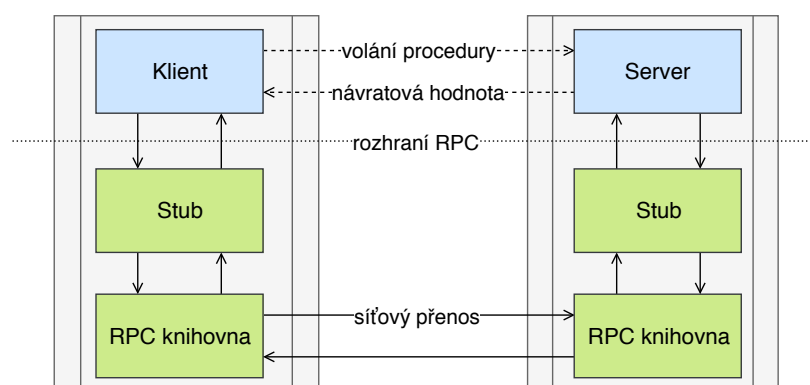 Klient
volání procedury
Server
návratová hodnota
rozhraní RPC
Stub
Stub
RPC knihovna
síťový přenos
RPC knihovna